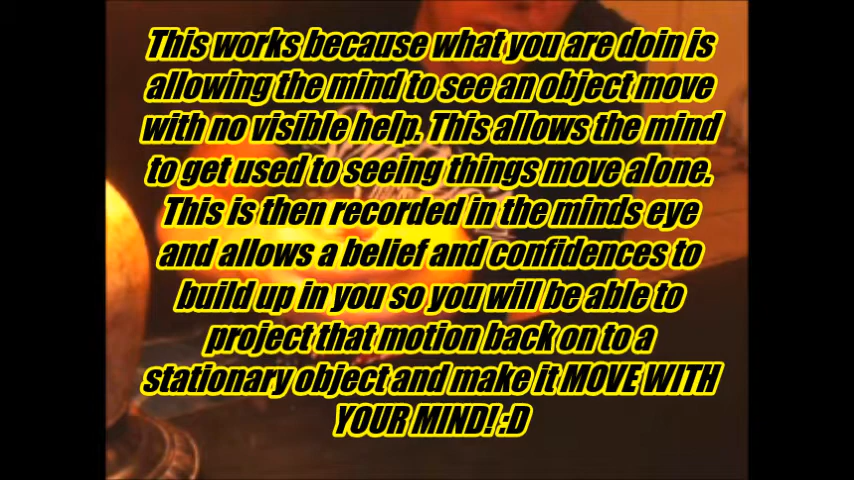 This works because what you are doin is
allowing the mind to see an object move
with no visible help. This allows the mind
to get used to seeing things move alone.
This is then recorded in the minds eye
and allows a belief and confidences to
build up in you so you will be able to
project that motion back on to a
stationary object and make it MOVE WITH
YOUR MIND! :D